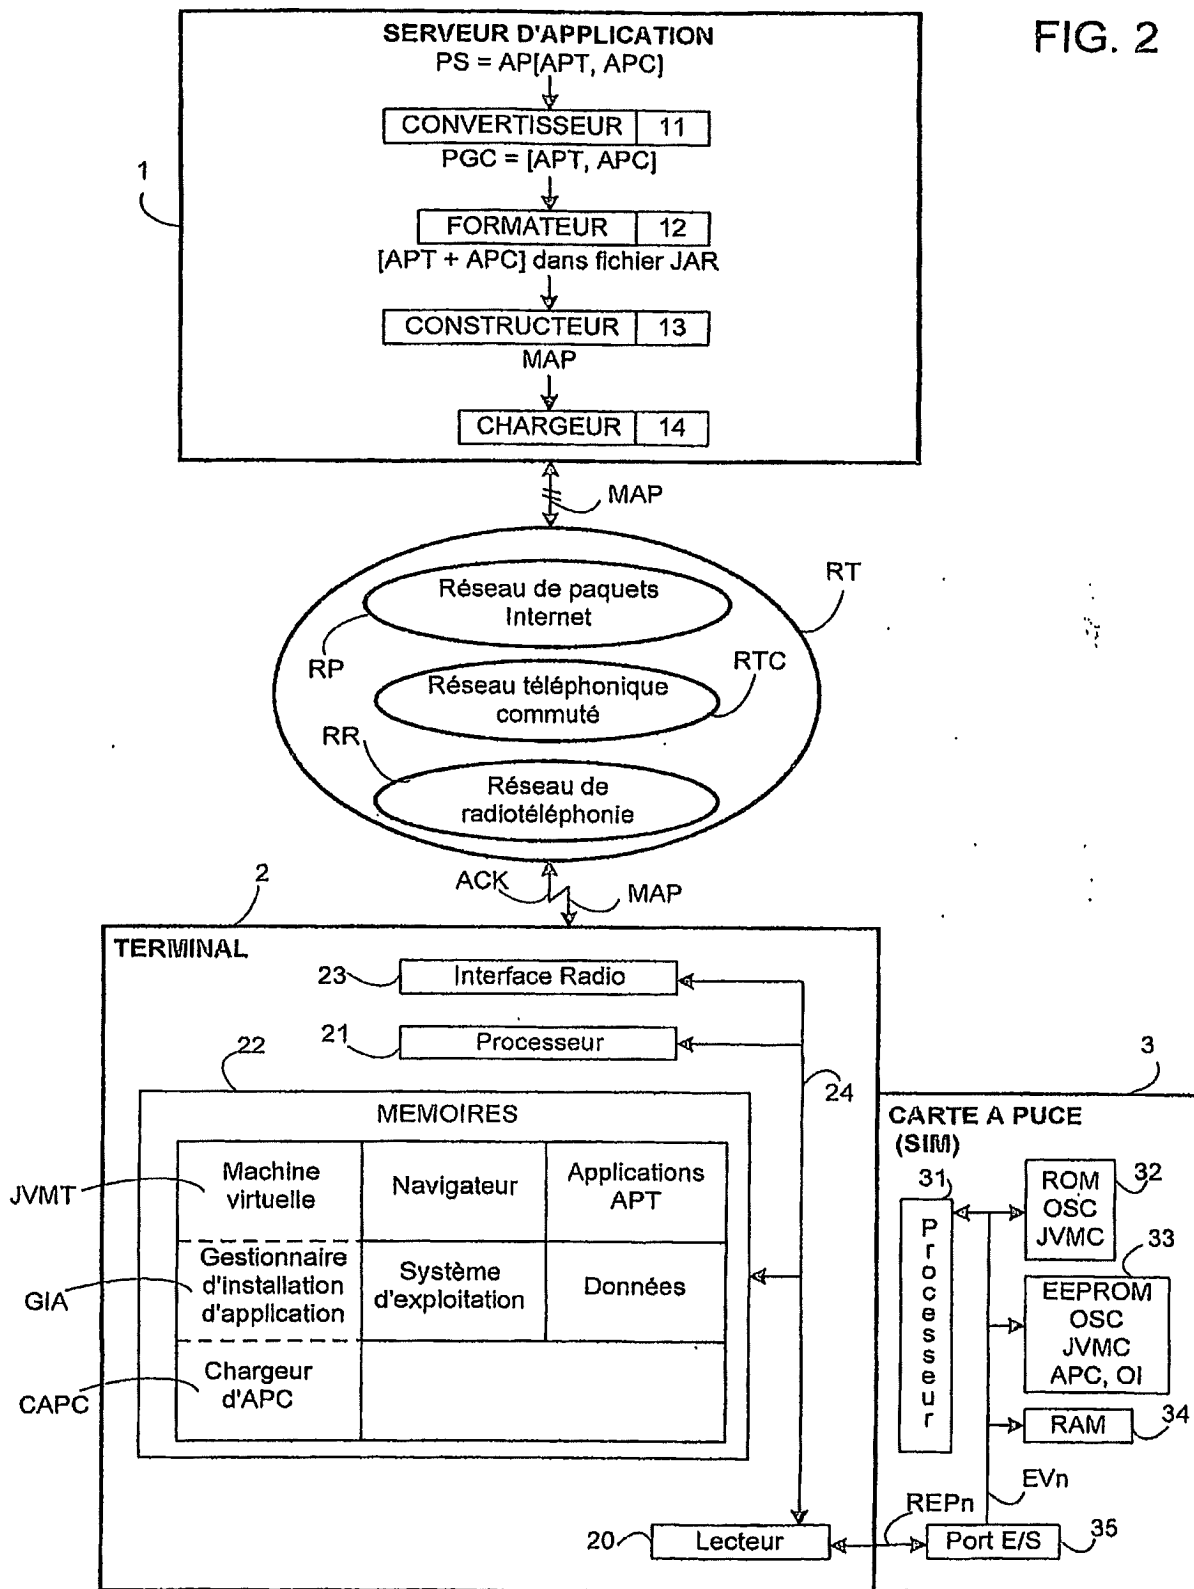 FIG. 2
SERVEUR D'APPLICATION
PS = AP[APT, APC]
CONVERTISSEUR 11
PGC = [APT, APC]
1
FORMATEUR 12
[APT + APC] dans fichier JAR
CONSTRUCTEUR 13
MAP
CHARGEUR 14
MAP
Réseau de paquets
Internet
RT
RP
Réseau téléphonique
commuté
RTC
RR
Réseau de
radiotéléphonie
ACK
MAP
2
TERMINAL
23
Interface Radio
21
Processeur
22
24
MEMOIRES
JVMT
Machine
virtuelle
Navigateur
Applications
APT
GIA
Gestionnaire
d'installation
d'application
Système
d'exploitation
Données
CAPC
Chargeur
d'APC
20
Lecteur
REPn
3
CARTE A PUCE
(SIM)
31
Processeur
32
ROM
OSC
JVMC
33
EEPROM
OSC
JVMC
APC, OI
RAM
34
EVn
Port E/S
35